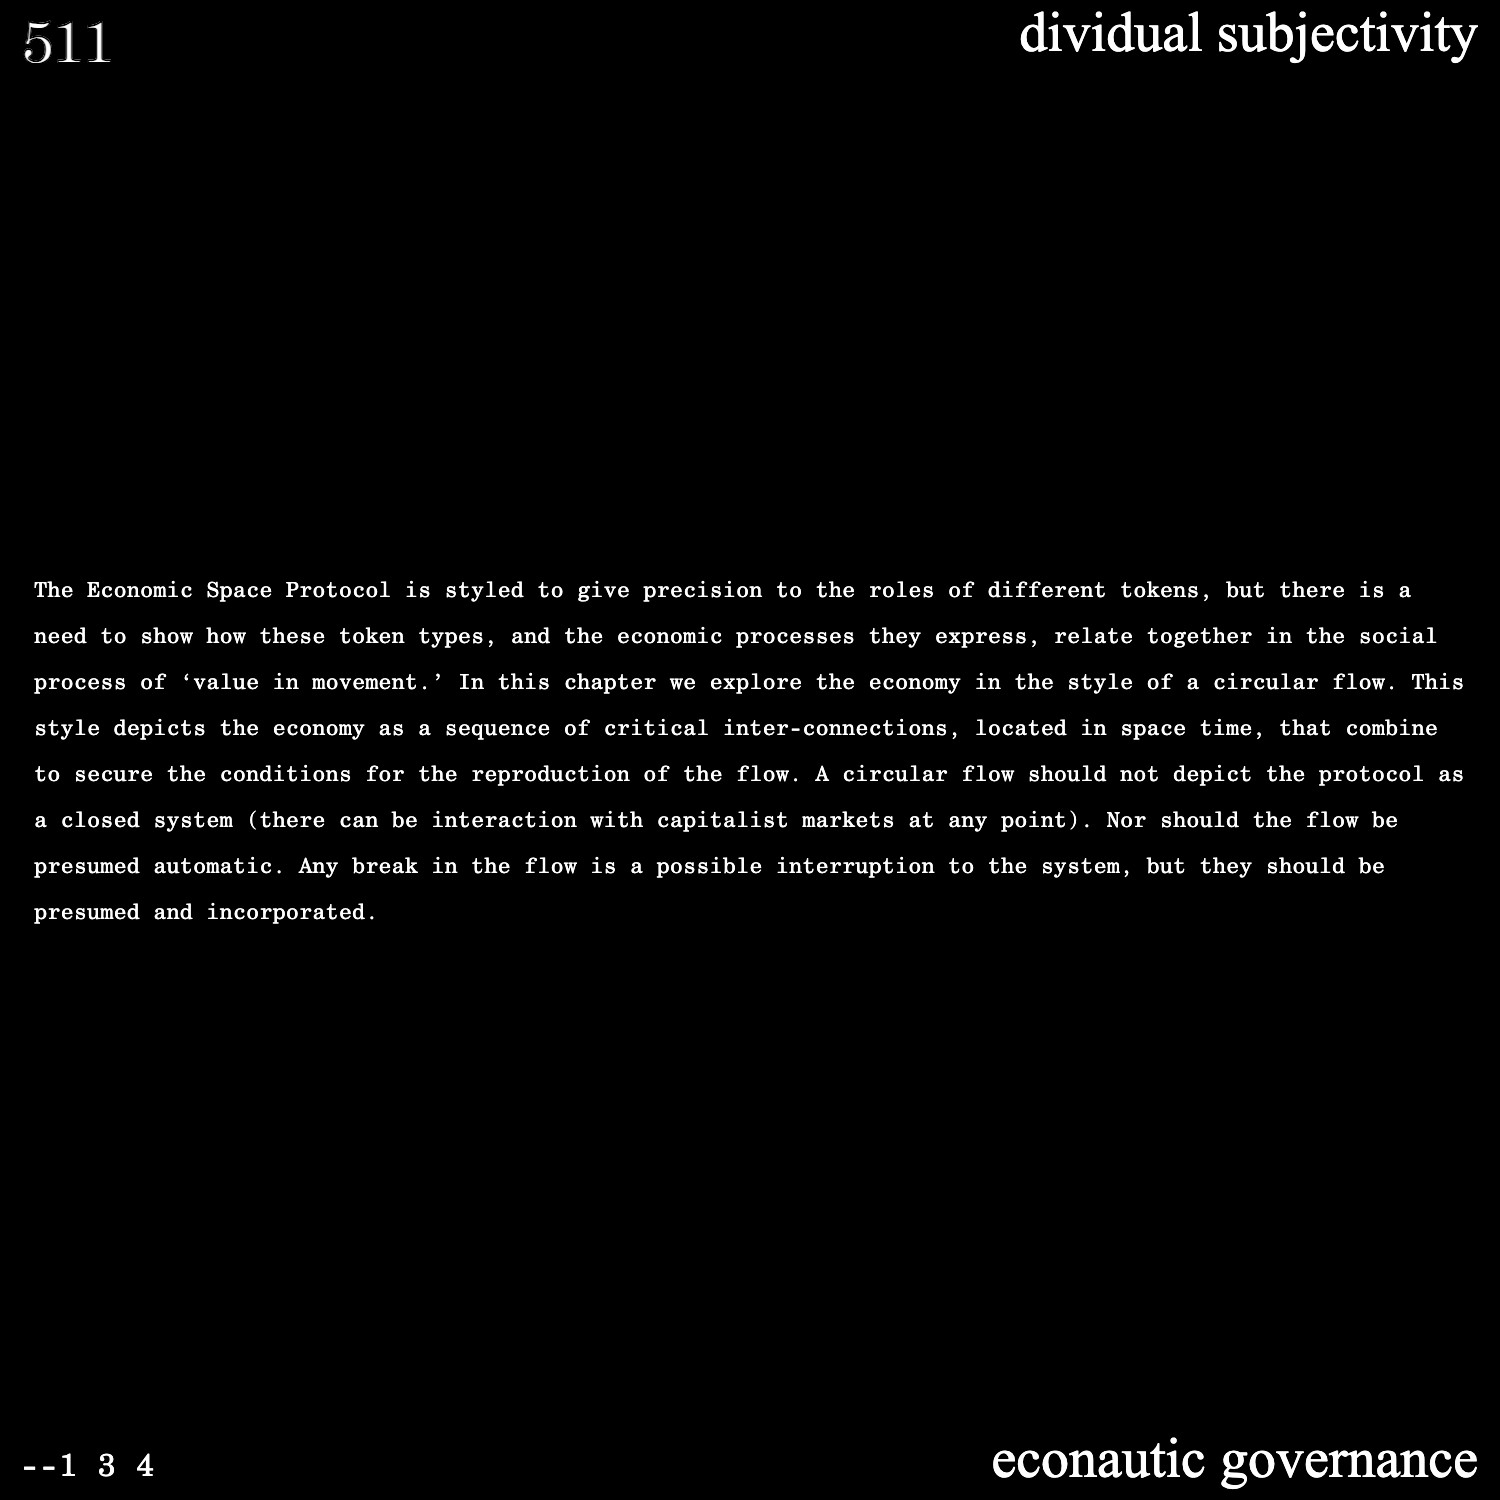 511
dividual subjectivity
The Economic Space Protocol is styled to give precision to the roles of different tokens, but there is a
need to show how these token types, and the economic processes they express, relate together in the social
process of ‘value in movement.’ In this chapter we explore the economy in the style of a circular flow. This
style depicts the economy as a sequence of critical inter-connections, located in space time, that combine
to secure the conditions for the reproduction of the flow. A circular flow should not depict the protocol as
a closed system (there can be interaction with capitalist markets at any point). Nor should the flow be
presumed automatic. Any break in the flow is a possible interruption to the system, but they should be
presumed and incorporated.
--1 3 4
econautic governance